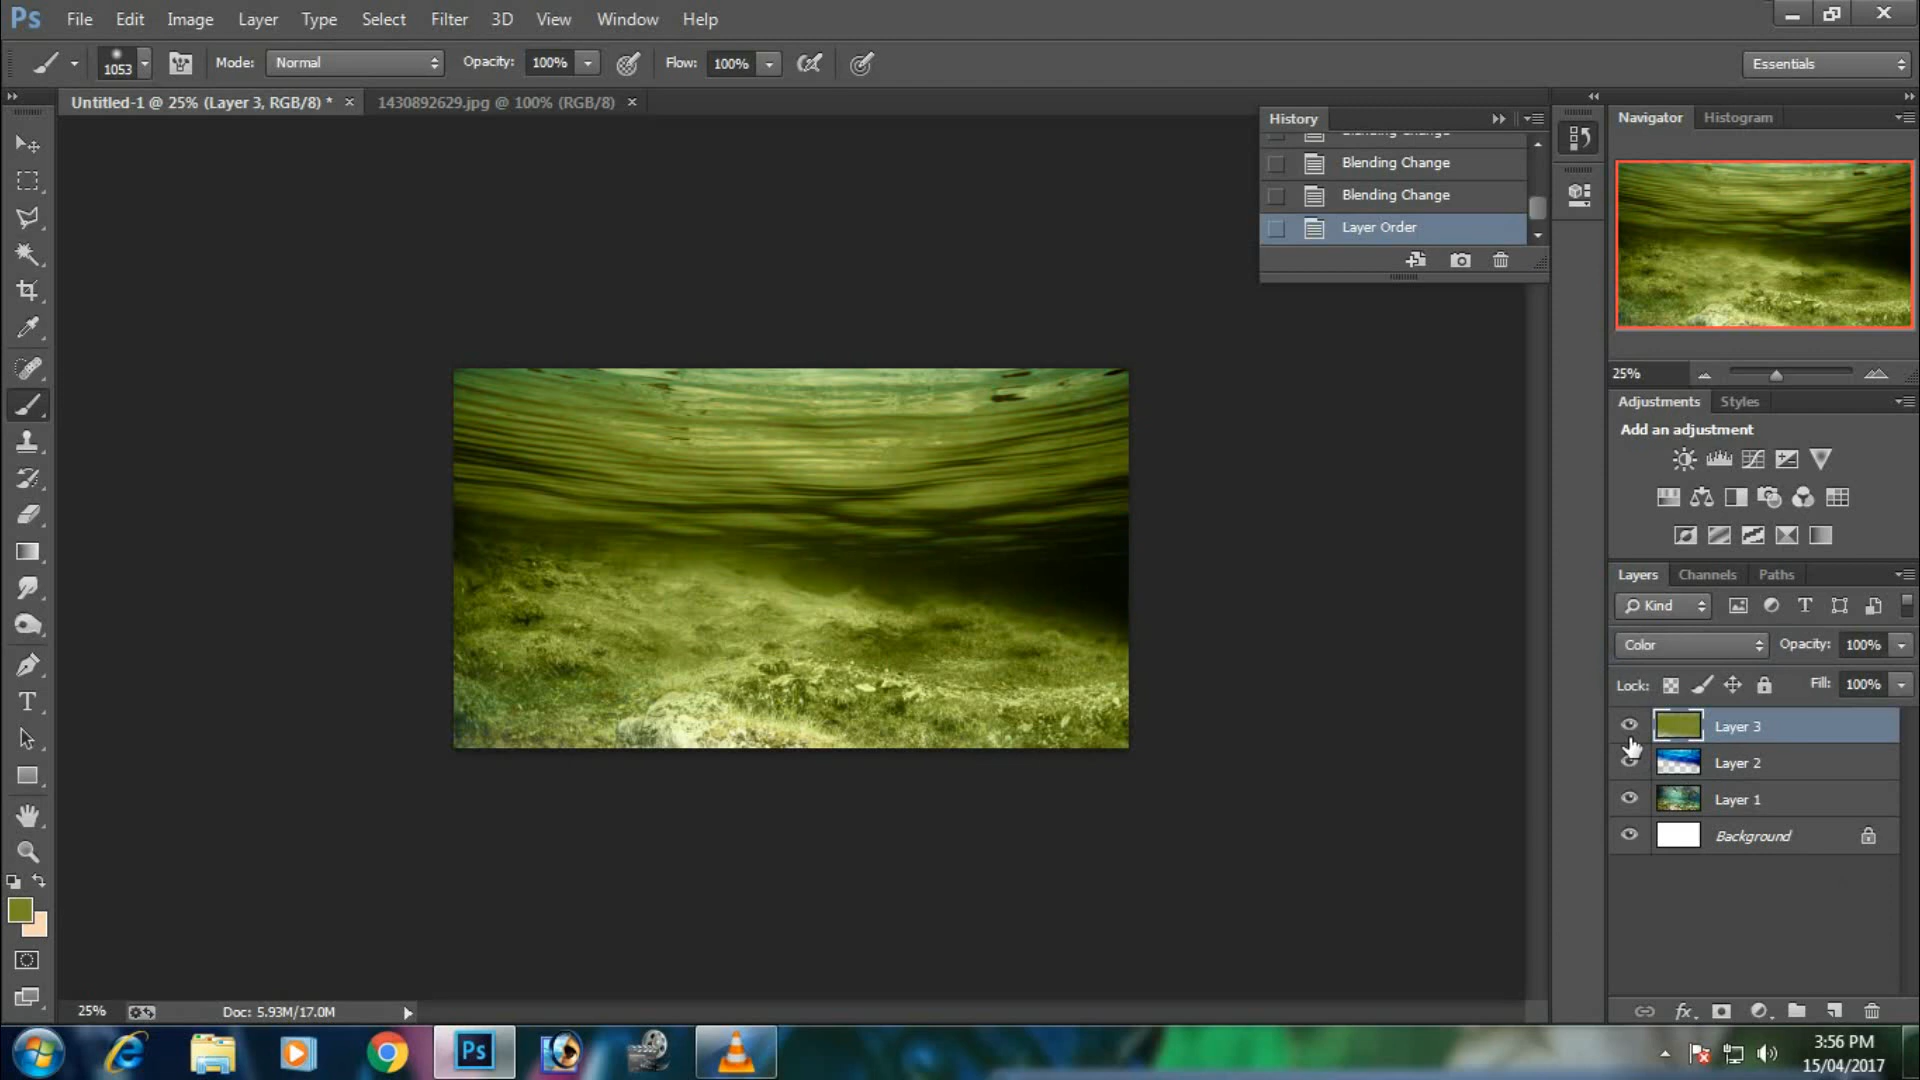 Ps File Edit Image Layer Type Select Filter 3D View Window Help
1053 Mode: Normal Opacity: 100% Flow: 100% Essentials
Untitled-1 @ 25% (Layer 3, RGB/8) * × 1430892629.jpg @ 100% (RGB/8) ×
History
Blending Change
Blending Change
Blending Change
Layer Order
Navigator Histogram
25%
Adjustments Styles
Add an adjustment
Layers Channels Paths
Kind
Color Opacity: 100%
Lock: Fill: 100%
Layer 3
Layer 2
Layer 1
Background
fx
25% Doc: 5.93M/17.0M
Ps
3:56 PM
15/04/2017